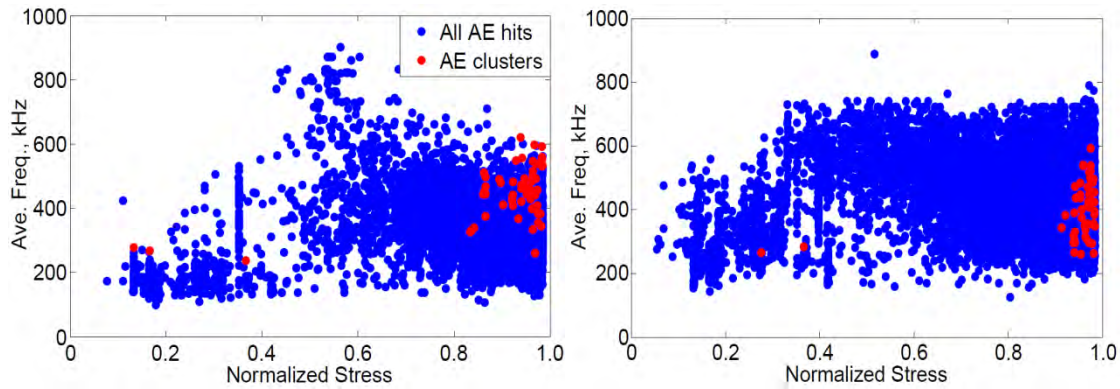 1000
800
600
400
200
0
Ave. Freq., kHz
0 0.2 0.4 0.6 0.8 1.0
Normalized Stress
All AE hits
AE clusters
1000
800
600
400
200
0
Ave. Freq, kHz
0 0.2 0.4 0.6 0.8 1.0
Normalized Stress